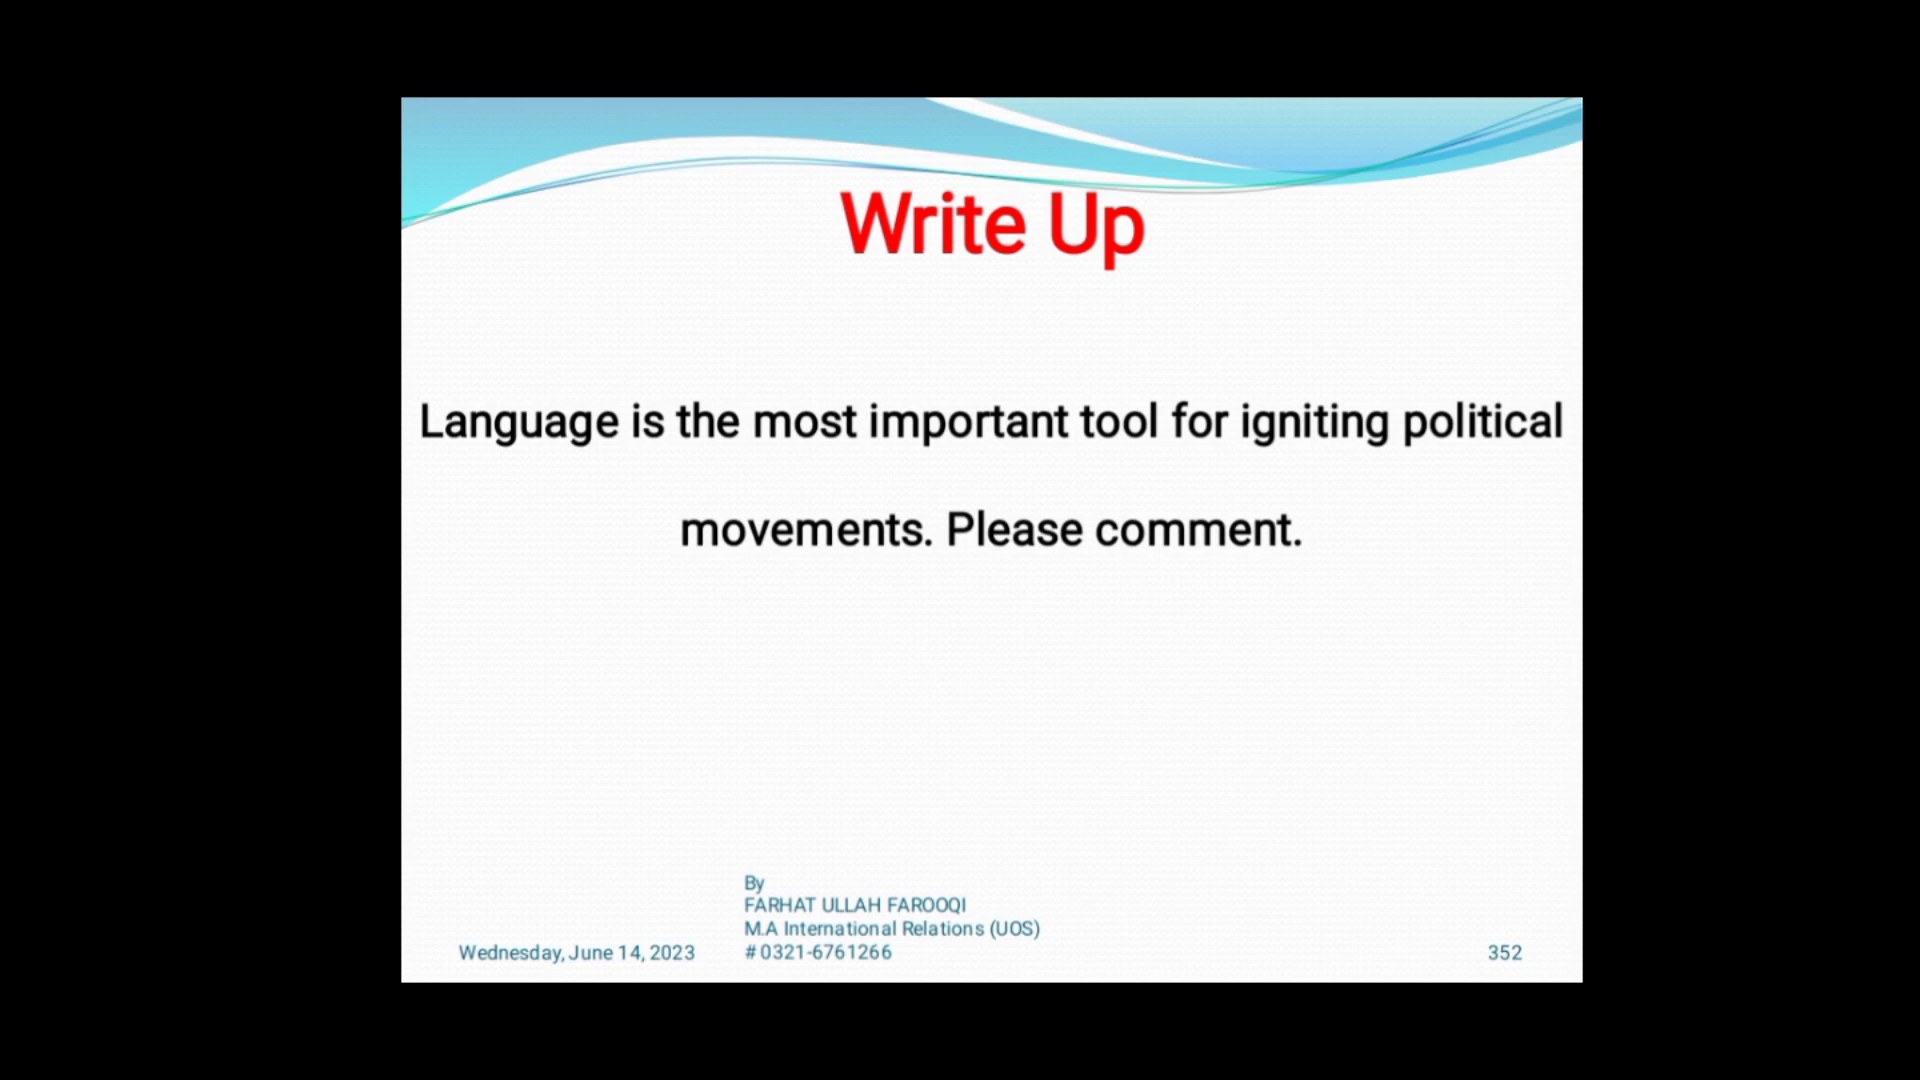 Write Up
Language is the most important tool for igniting political
movements. Please comment.
By
FARHAT ULLAH FAROOQI
M.A International Relations (UOS)
# 0321-6761266
Wednesday, June 14, 2023
352